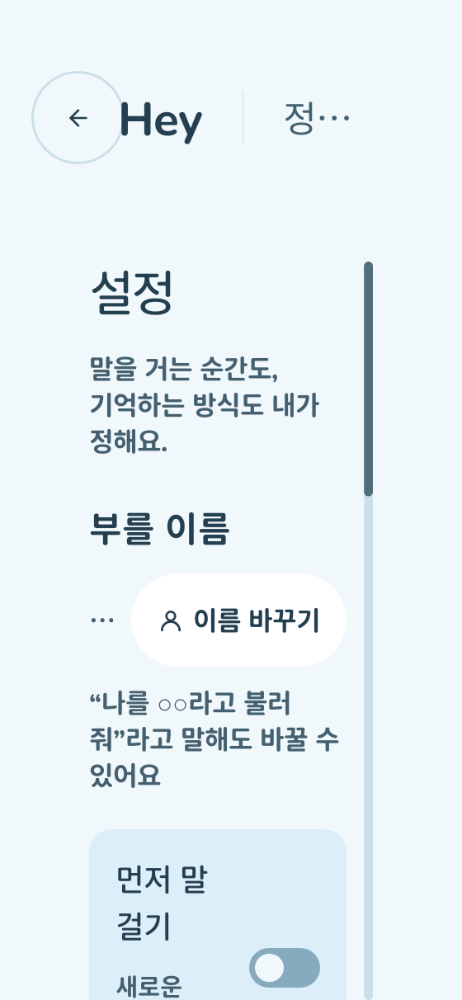 Hey
정…
설정
말을 거는 순간도,
기억하는 방식도 내가
정해요.
부를 이름
… 이름 바꾸기
“나를 ○○라고 불러
줘”라고 말해도 바꿀 수
있어요
먼저 말
걸기
새로운